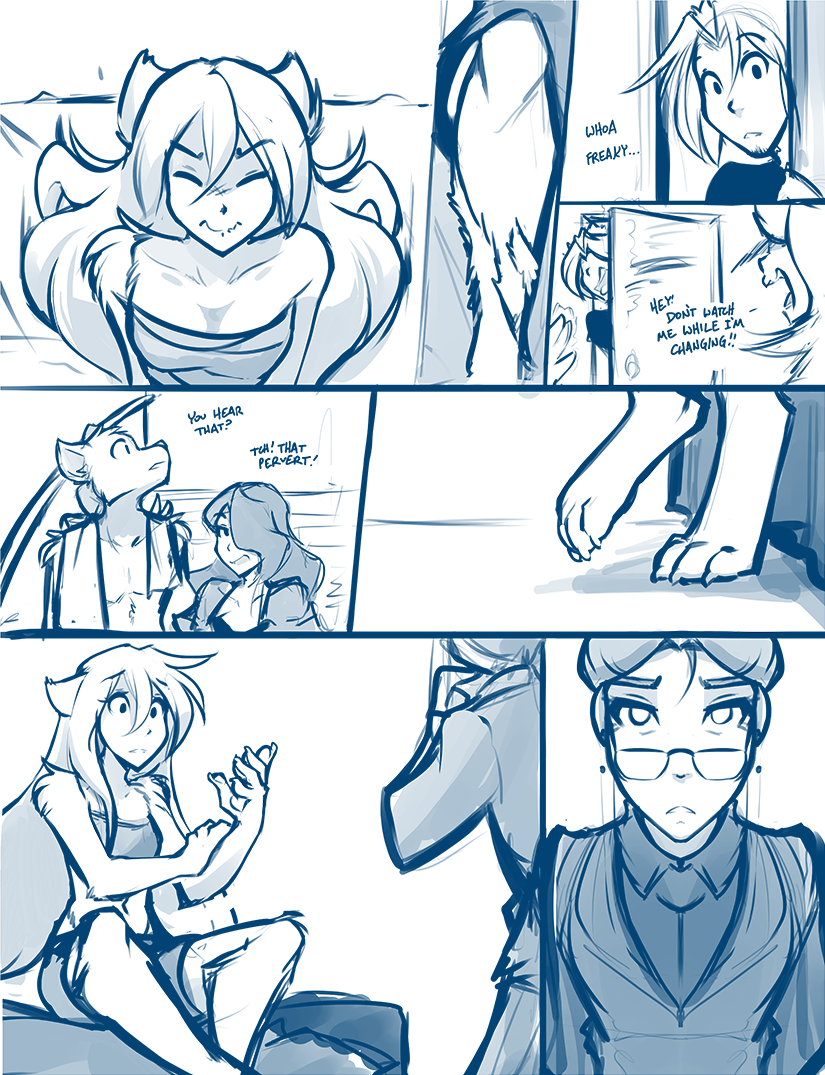 WHOA
FREAKY...
HEY!
DON'T WATCH
ME WHILE I'M
CHANGING!!
YOU HEAR
THAT?
TCH! THAT
PERVERT!